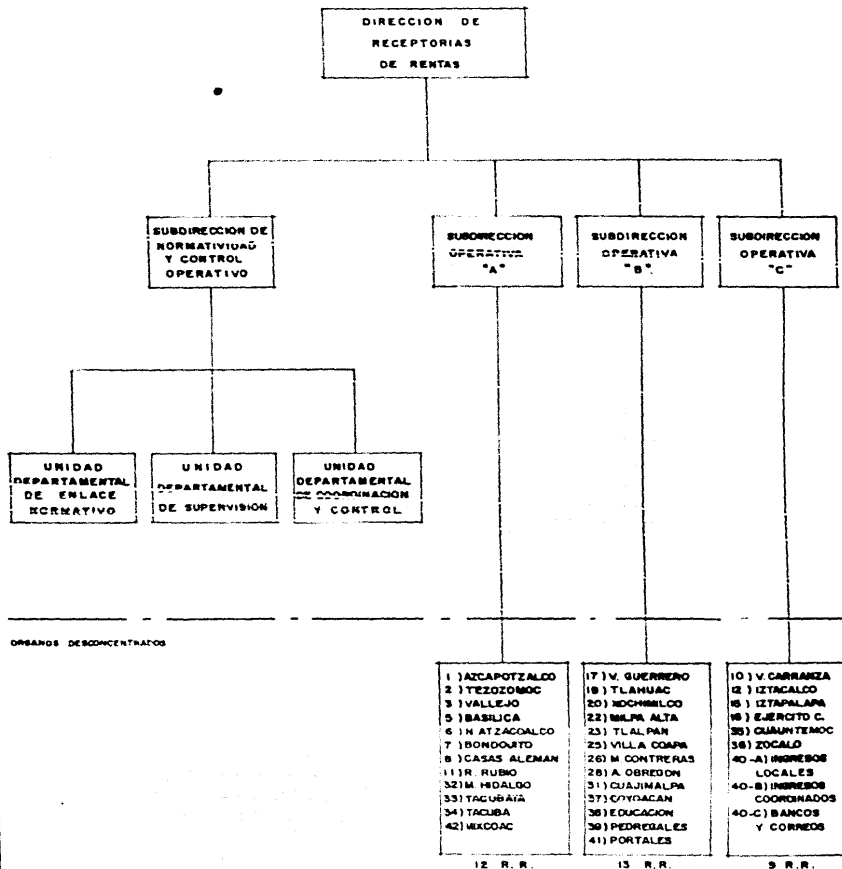 DIRECCION DE
RECEPTORIAS
DE RENTAS
SUBDIRECCION DE
NORMATIVIDAD
Y CONTROL
OPERATIVO
SUBDIRECCION
OPERATIVA
"A"
SUBDIRECCION
OPERATIVA
"B".
SUBDIRECCION
OPERATIVA
"C"
UNIDAD
DEPARTAMENTAL
DE ENLACE
NORMATIVO
UNIDAD
DEPARTAMENTAL
DE SUPERVISION
UNIDAD
DEPARTAMENTAL
DE COORDINACION
Y CONTROL
ORGANOS DESCONCENTRADOS
1 ) AZCAPOTZALCO
2 ) TEZOZOMOC
3 ) VALLEJO
5 ) BASILICA
6 ) N. ATZACOALCO
7 ) BONDOJITO
8 ) CASAS ALEMAN
11 ) R. RUBIO
32) M. HIDALGO
33) TACUBAYA
34) TACUBA
42) MIXCOAC
12 R.R.
17 ) V. GUERRERO
19 ) TLAHUAC
20) XOCHIMILCO
22) MILPA ALTA
23) TLALPAN
25) VILLA COAPA
26) M CONTRERAS
28) A. OBREGON
31) CUAJIMALPA
37) COYOACAN
38) EDUCACION
39) PEDREGALES
41) PORTALES
13 R.R.
10 ) V. CARRANZA
12 ) IZTACALCO
15 ) IZTAPALAPA
16 ) EJERCITO C.
35) CUAUHTEMOC
36) ZOCALO
40-A) INGRESOS
LOCALES
40-B) INGRESOS
COORDINADOS
40-C) BANCOS
Y CORREOS
9 R.R.